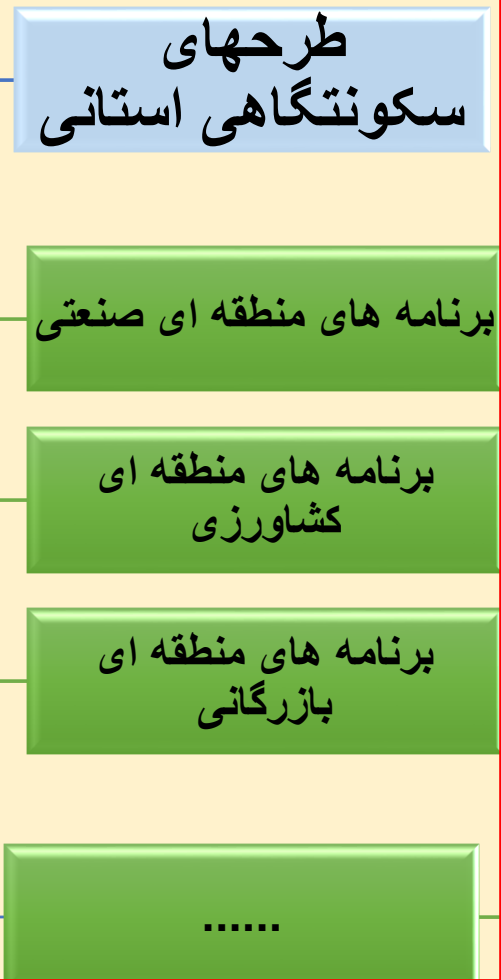 طرحهای
سکونتگاهی استانی
برنامه های منطقه ای صنعتی
برنامه های منطقه ای
کشاورزی
برنامه های منطقه ای
بازرگانی
......